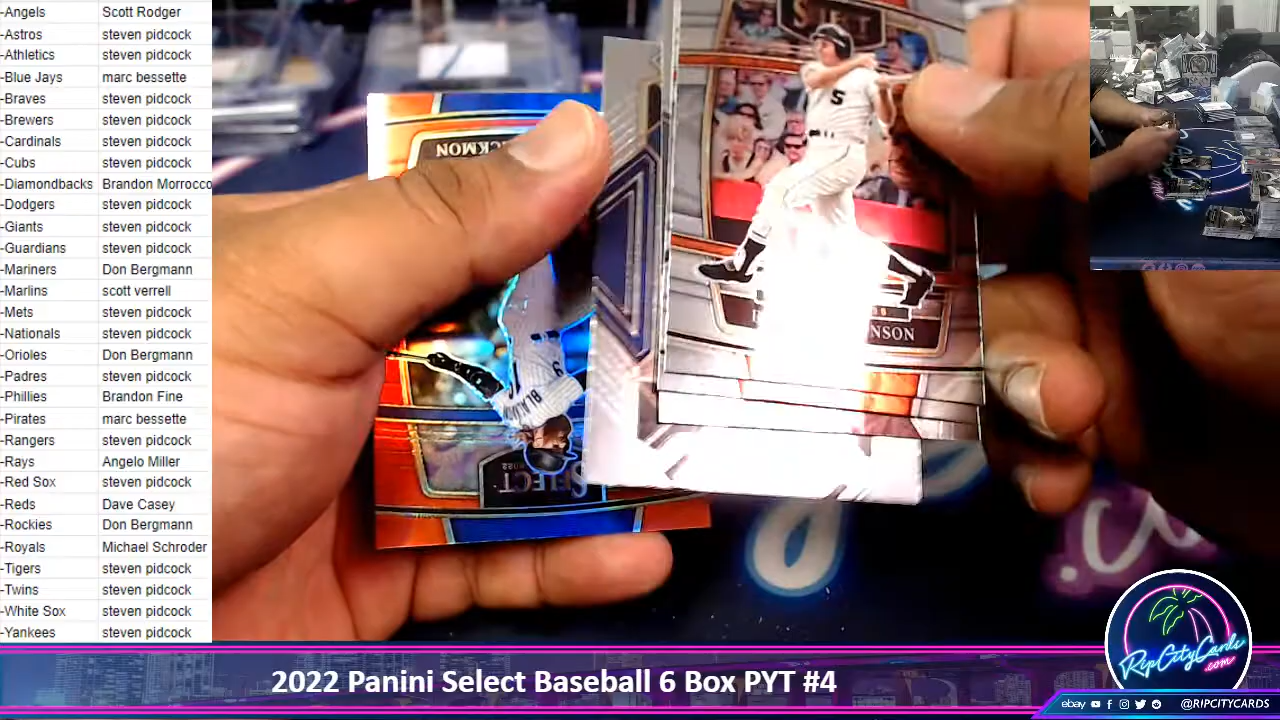 -Angels Scott Rodger
-Astros steven pidcock
-Athletics steven pidcock
-Blue Jays marc bessette
-Braves steven pidcock
-Brewers steven pidcock
-Cardinals steven pidcock
-Cubs steven pidcock
-Diamondbacks Brandon Morrocco
-Dodgers steven pidcock
-Giants steven pidcock
-Guardians steven pidcock
-Mariners Don Bergmann
-Marlins scott verrell
-Mets steven pidcock
-Nationals steven pidcock
-Orioles Don Bergmann
-Padres steven pidcock
-Phillies Brandon Fine
-Pirates marc bessette
-Rangers steven pidcock
-Rays Angelo Miller
-Red Sox steven pidcock
-Reds Dave Casey
-Rockies Don Bergmann
-Royals Michael Schroder
-Tigers steven pidcock
-Twins steven pidcock
-White Sox steven pidcock
-Yankees steven pidcock
S
NSON
CKMON
SELECT
2022
RipCityCards
.com
2022 Panini Select Baseball 6 Box PYT #4
ebay @RIPCITYCARDS